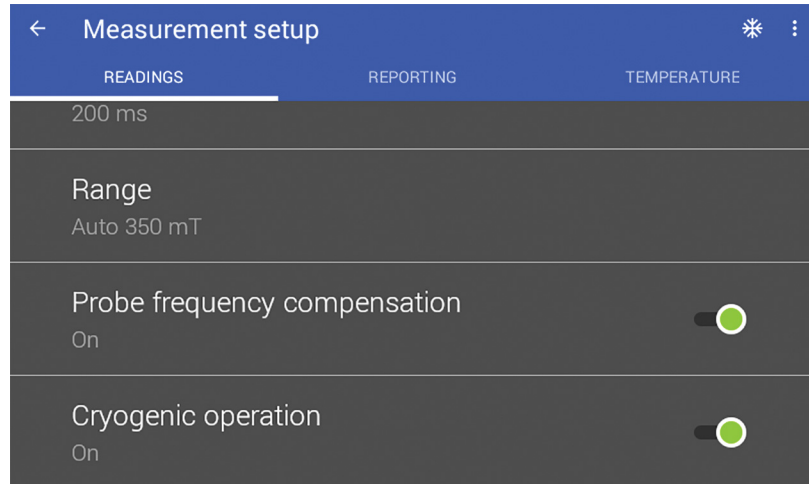 Measurement setup
READINGS
REPORTING
TEMPERATURE
200 ms
Range
Auto 350 mT
Probe frequency compensation
On
Cryogenic operation
On